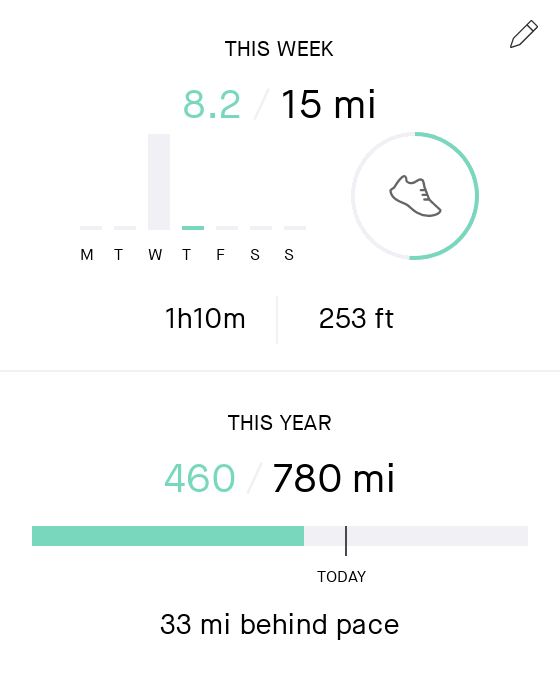 THIS WEEK
8.2 / 15 mi
M T W T F S S
1h10m 253 ft
THIS YEAR
460 / 780 mi
TODAY
33 mi behind pace